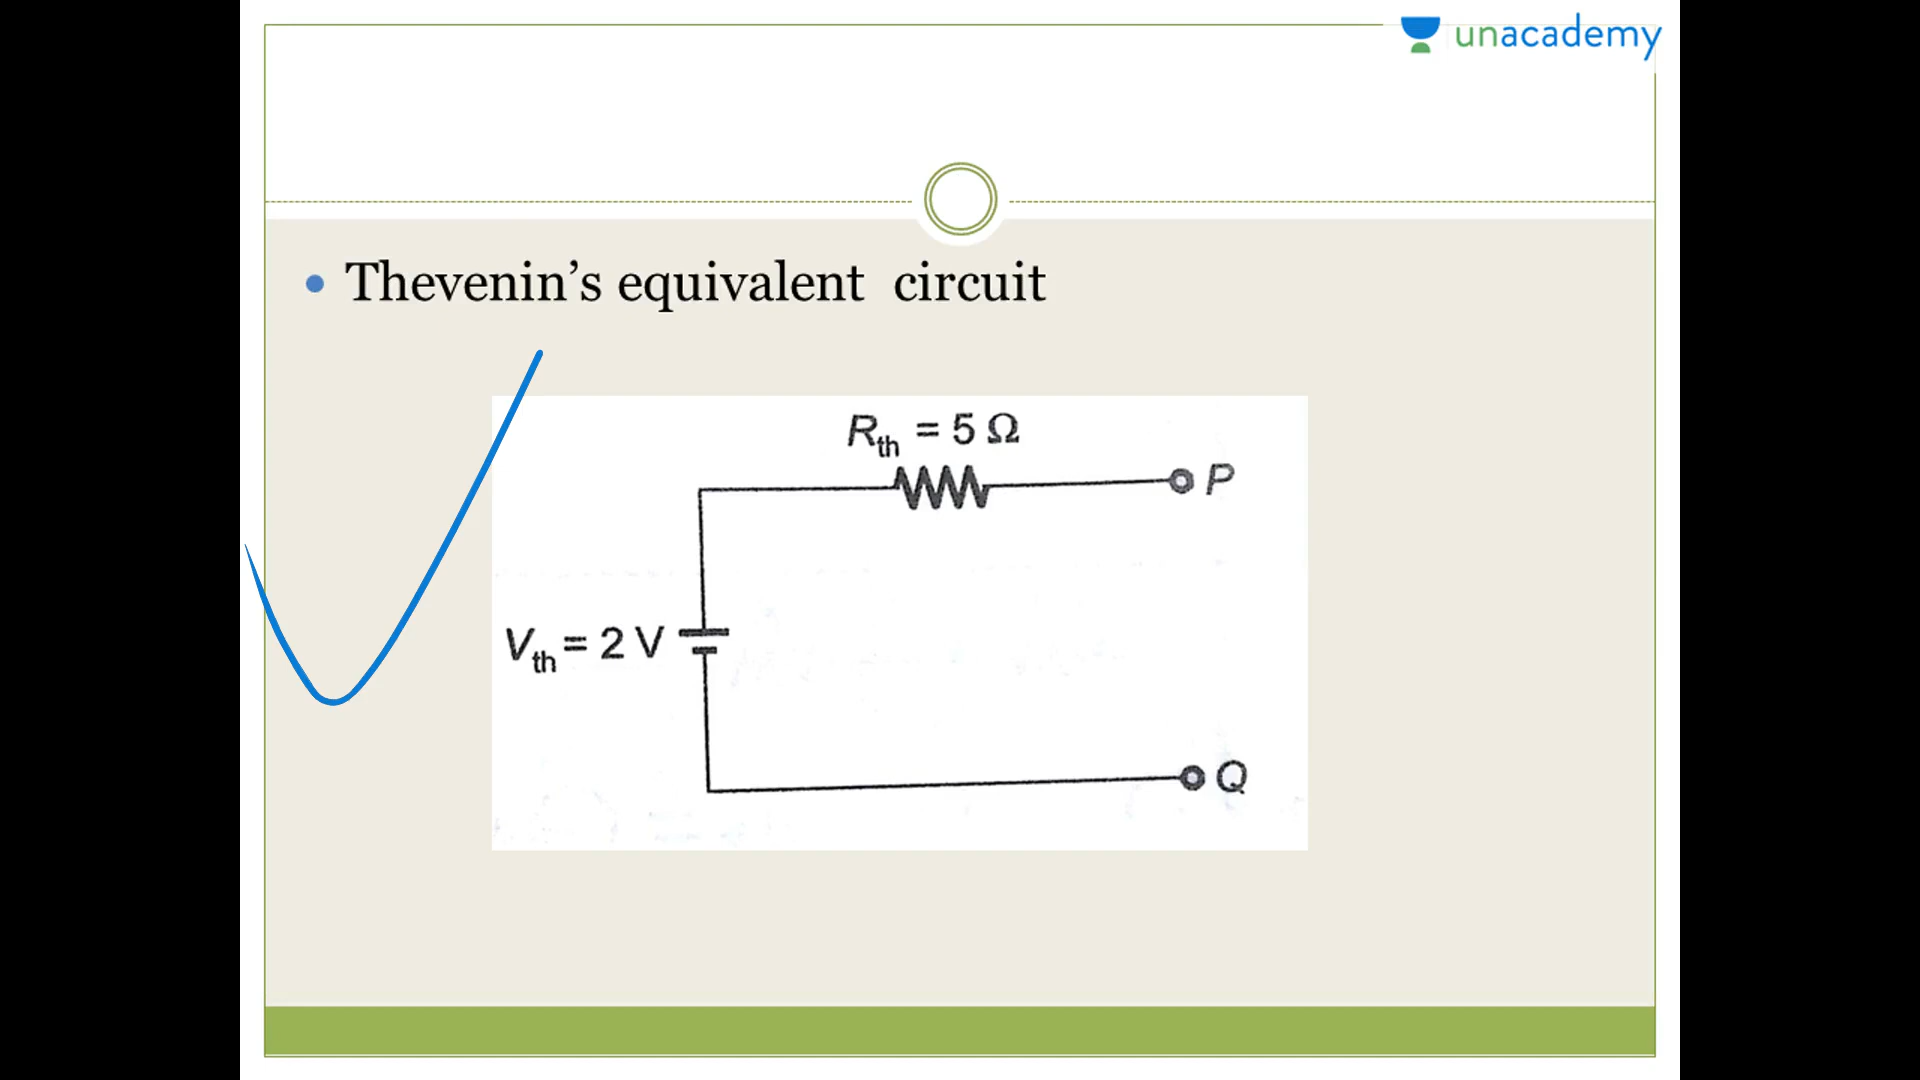 unacademy
• Thevenin’s equivalent circuit
Rth = 5 Ω
P
Vth = 2 V
Q